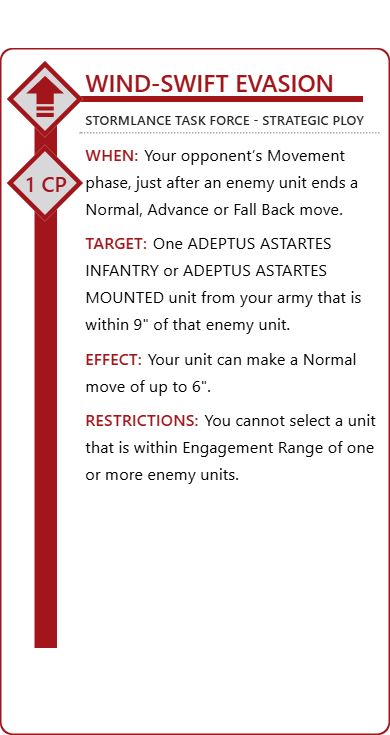 WIND-SWIFT EVASION
STORMLANCE TASK FORCE - STRATEGIC PLOY
1 CP
WHEN: Your opponent's Movement
phase, just after an enemy unit ends a
Normal, Advance or Fall Back move.
TARGET: One ADEPTUS ASTARTES
INFANTRY or ADEPTUS ASTARTES
MOUNTED unit from your army that is
within 9" of that enemy unit.
EFFECT: Your unit can make a Normal
move of up to 6".
RESTRICTIONS: You cannot select a unit
that is within Engagement Range of one
or more enemy units.